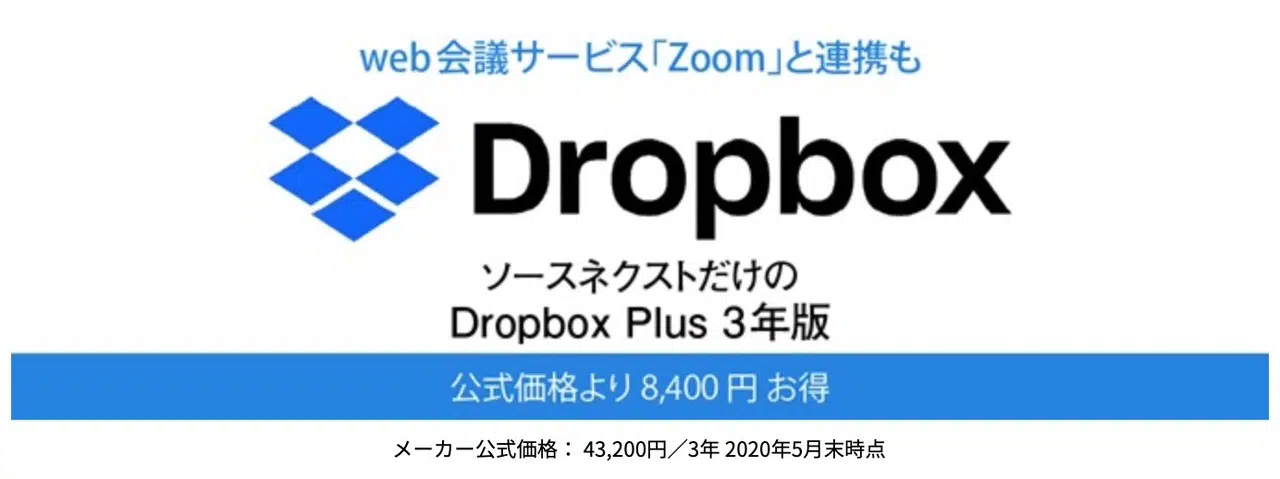 web会議サービス「Zoom」と連携も
Dropbox
ソースネクストだけの
Dropbox Plus 3年版
公式価格より 8,400 円 お得
メーカー公式価格： 43,200円／3年 2020年5月末時点